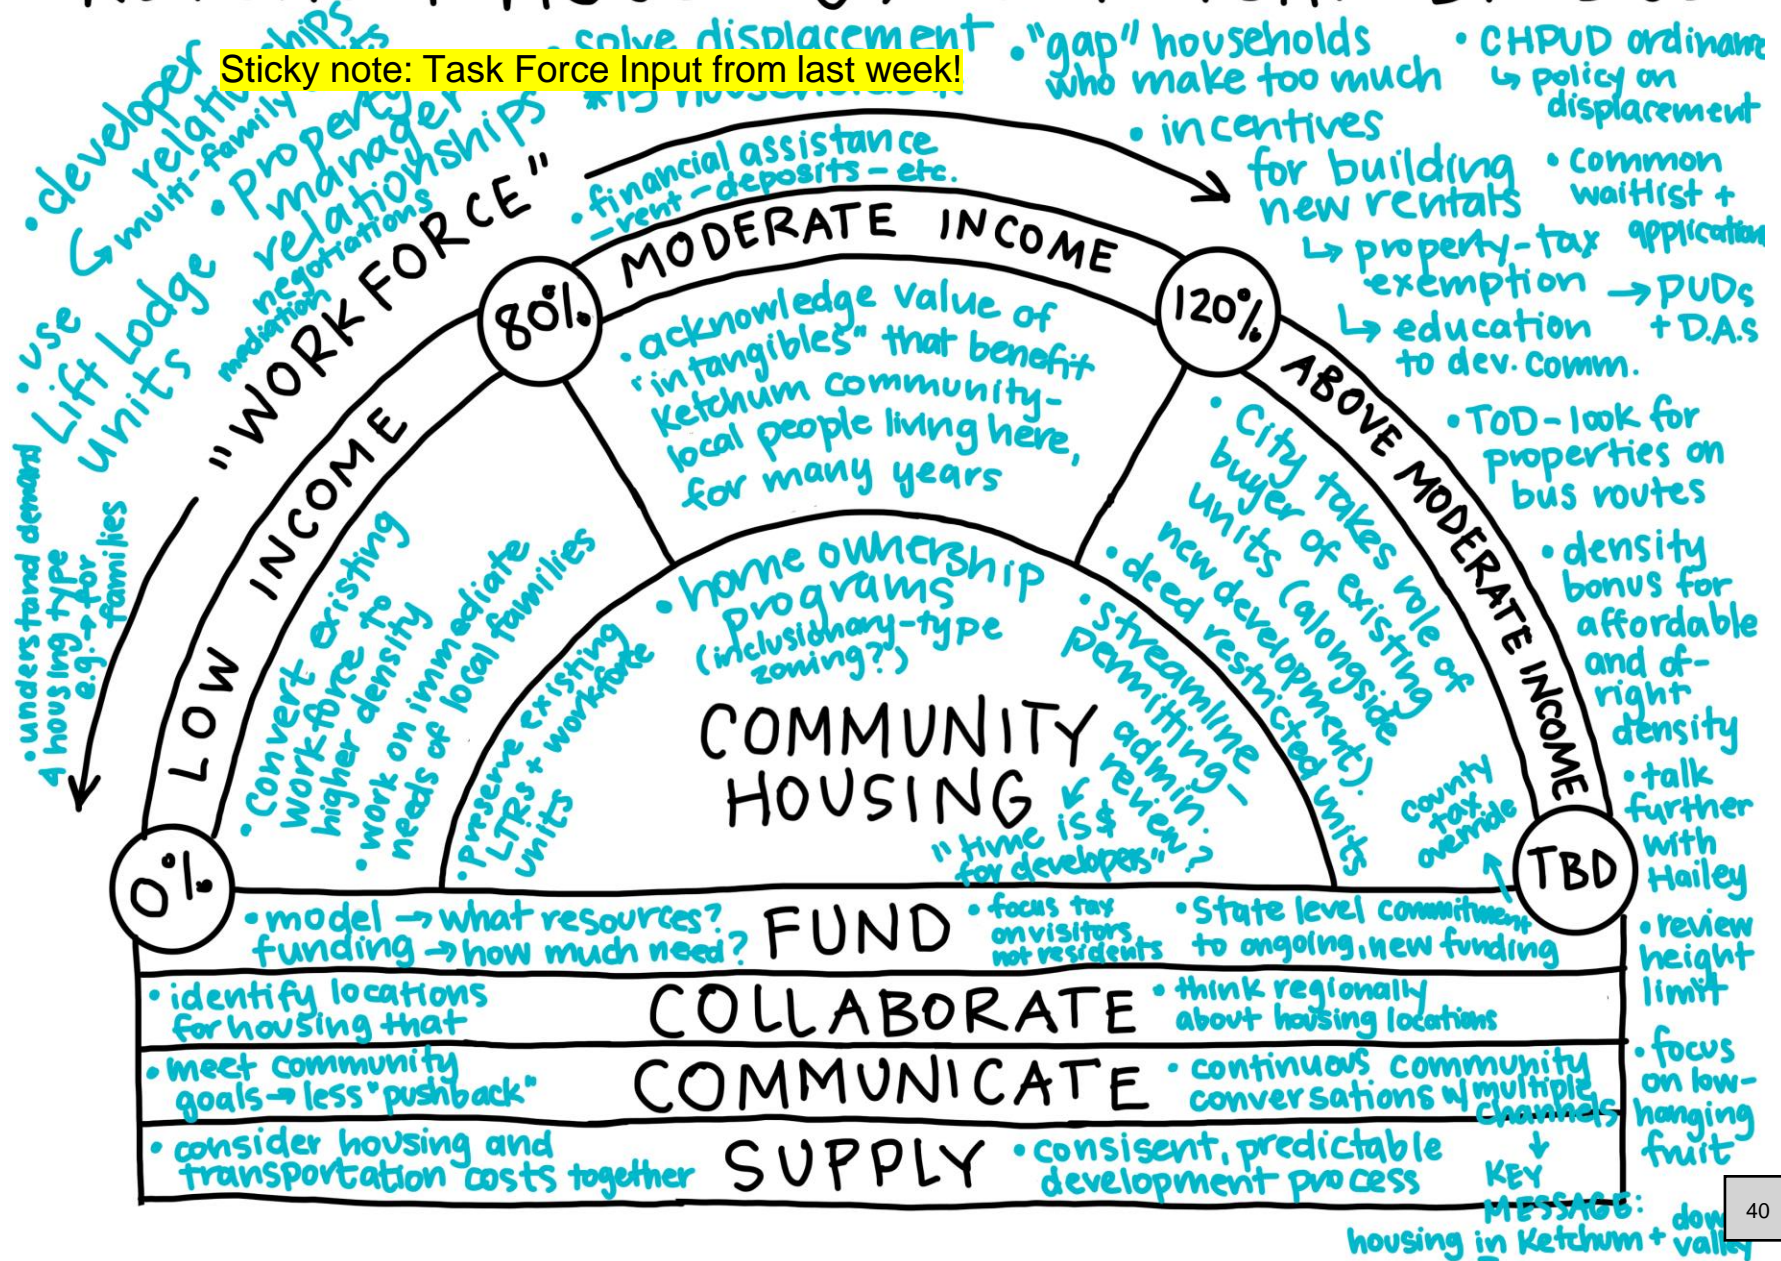 Sticky note: Task Force Input from last week!
• developer
relationships
↳ multi-family
• property
manager
relationships
negotiations
mediation
• use
Lift Lodge
units
• understand demand
4 housing type
e.g. → for
families
• solve displacement
• "gap" households
who make too much
• CHPUD ordinance
↳ policy on
displacement
• incentives
for building
new rentals
↳ property-tax
exemption → PUDs
+ D.A.s
↳ education
to dev. comm.
• common
waitlist +
application
• financial assistance
- rent - deposits - etc.
"WORKFORCE"
0%
LOW INCOME
80%
MODERATE INCOME
120%
ABOVE MODERATE INCOME
TBD
• acknowledge value of
"intangibles" that benefit
Ketchum community-
local people living here,
for many years
• convert existing
workforce to
higher density
• work on immediate
needs of local families
• City takes role of
buyer of existing
units (alongside
new development).
• deed restricted units
• TOD - look for
properties on
bus routes
• density
bonus for
affordable
and of-
right
density
• talk
further
with
Hailey
• review
height
limit
• focus
on low-
hanging
fruit
• preserve existing
LTRs + workforce
units
• home ownership
programs
(inclusionary-type
zoning?)
• streamline
permitting -
admin.
review?
"time is $
for developers"
COMMUNITY
HOUSING
county
tax
override
• model → what resources?
funding → how much need?
FUND
• focus tax
on visitors
not residents
• State level commitment
to ongoing, new funding
• identify locations
for housing that
COLLABORATE
• think regionally
about housing locations
• meet community
goals → less "pushback"
COMMUNICATE
• continuous community
conversations w/ multiple
channels
• consider housing and
transportation costs together
SUPPLY
• consisent, predictable
development process
KEY
MESSAGE:
housing in Ketchum +
valley
40